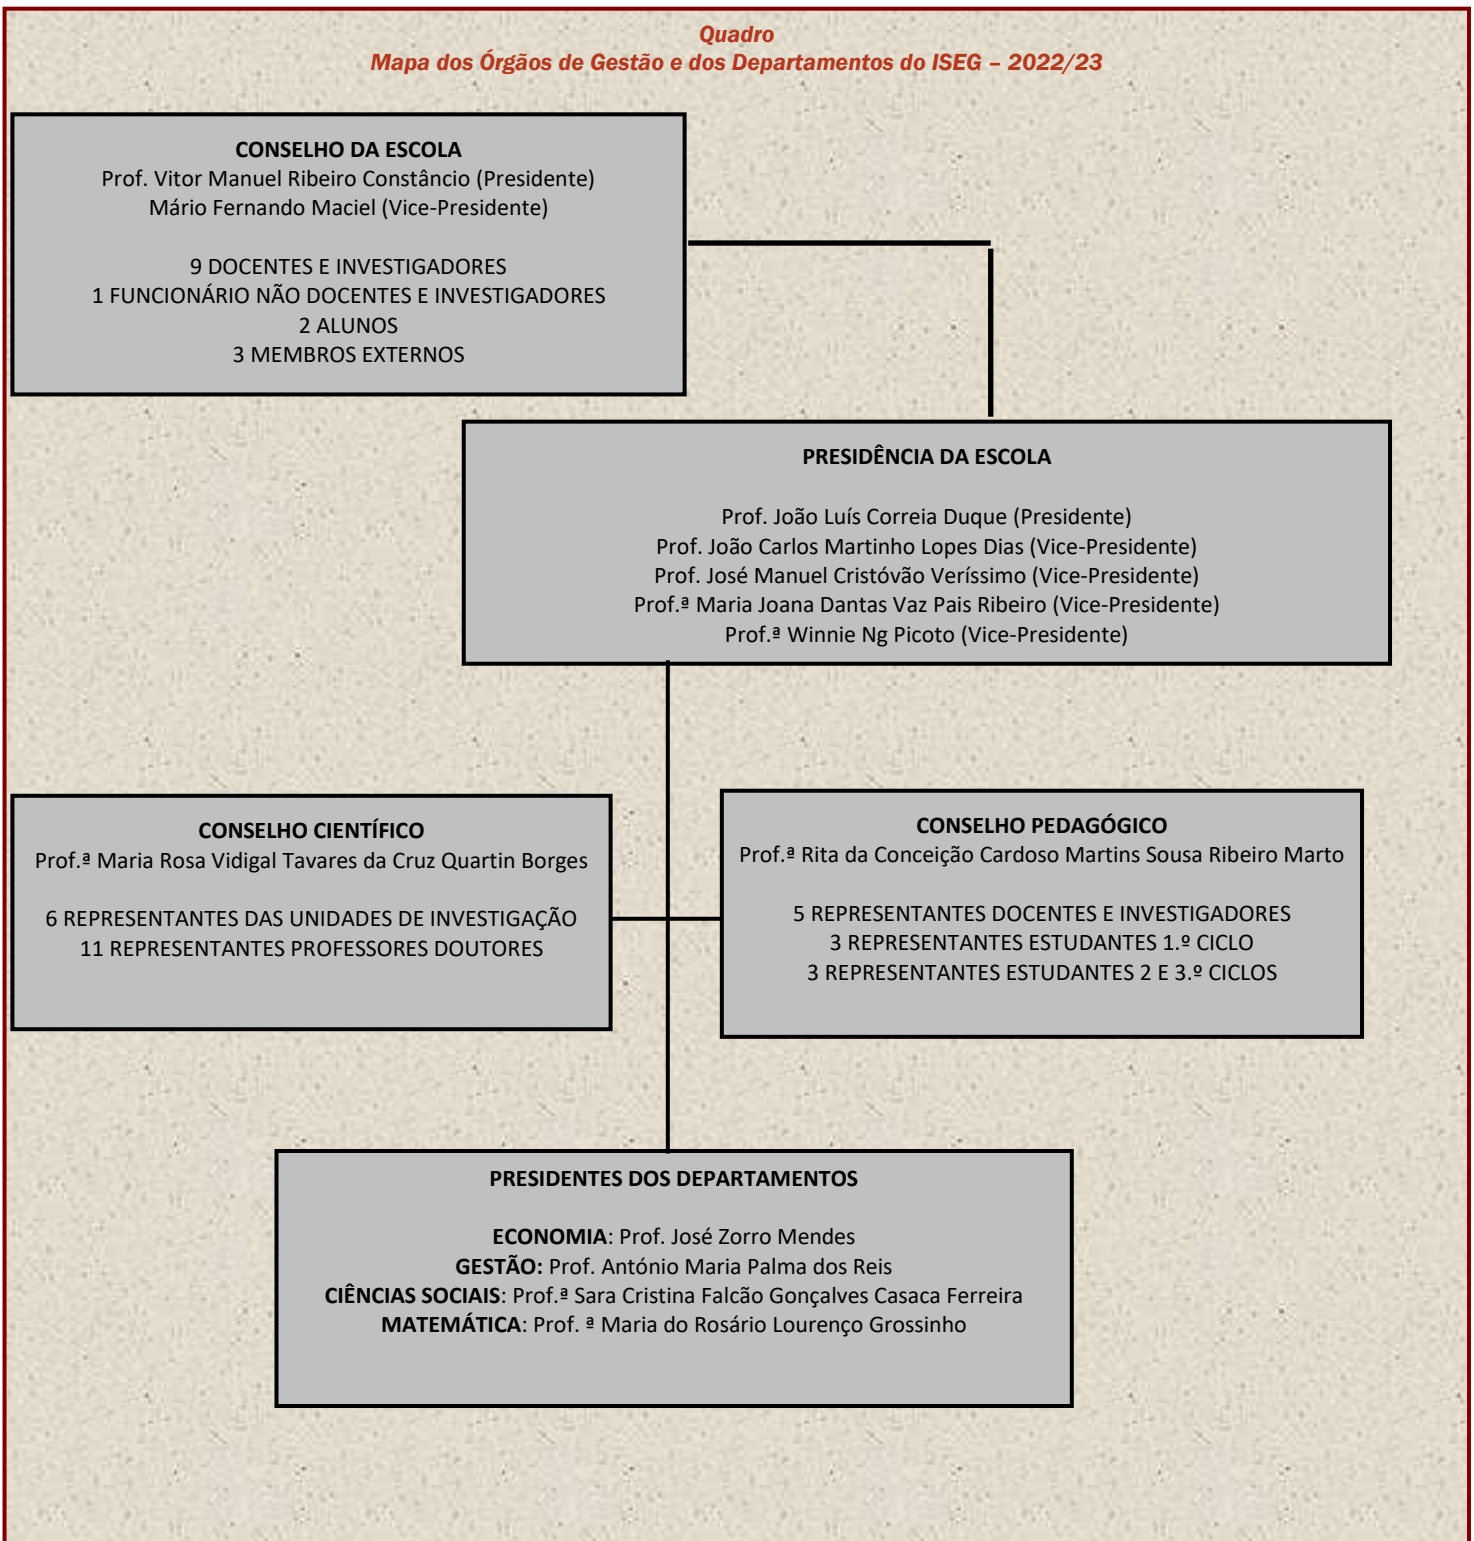 Quadro
Mapa dos Órgãos de Gestão e dos Departamentos do ISEG – 2022/23
CONSELHO DA ESCOLA
Prof. Vitor Manuel Ribeiro Constâncio (Presidente)
Mário Fernando Maciel (Vice-Presidente)
9 DOCENTES E INVESTIGADORES
1 FUNCIONÁRIO NÃO DOCENTES E INVESTIGADORES
2 ALUNOS
3 MEMBROS EXTERNOS
PRESIDÊNCIA DA ESCOLA
Prof. João Luís Correia Duque (Presidente)
Prof. João Carlos Martinho Lopes Dias (Vice-Presidente)
Prof. José Manuel Cristóvão Veríssimo (Vice-Presidente)
Prof.ª Maria Joana Dantas Vaz Pais Ribeiro (Vice-Presidente)
Prof.ª Winnie Ng Picoto (Vice-Presidente)
CONSELHO CIENTÍFICO
Prof.ª Maria Rosa Vidigal Tavares da Cruz Quartin Borges
6 REPRESENTANTES DAS UNIDADES DE INVESTIGAÇÃO
11 REPRESENTANTES PROFESSORES DOUTORES
CONSELHO PEDAGÓGICO
Prof.ª Rita da Conceição Cardoso Martins Sousa Ribeiro Marto
5 REPRESENTANTES DOCENTES E INVESTIGADORES
3 REPRESENTANTES ESTUDANTES 1.º CICLO
3 REPRESENTANTES ESTUDANTES 2 E 3.º CICLOS
PRESIDENTES DOS DEPARTAMENTOS
ECONOMIA: Prof. José Zorro Mendes
GESTÃO: Prof. António Maria Palma dos Reis
CIÊNCIAS SOCIAIS: Prof.ª Sara Cristina Falcão Gonçalves Casaca Ferreira
MATEMÁTICA: Prof. ª Maria do Rosário Lourenço Grossinho